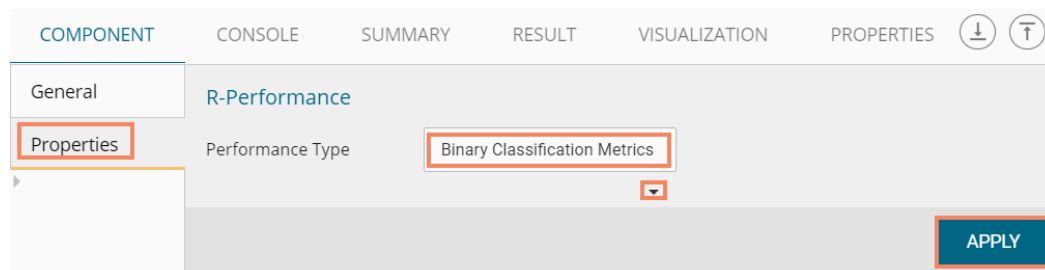 COMPONENT CONSOLE SUMMARY RESULT VISUALIZATION PROPERTIES
General
R-Performance
Properties
Performance Type Binary Classification Metrics
APPLY